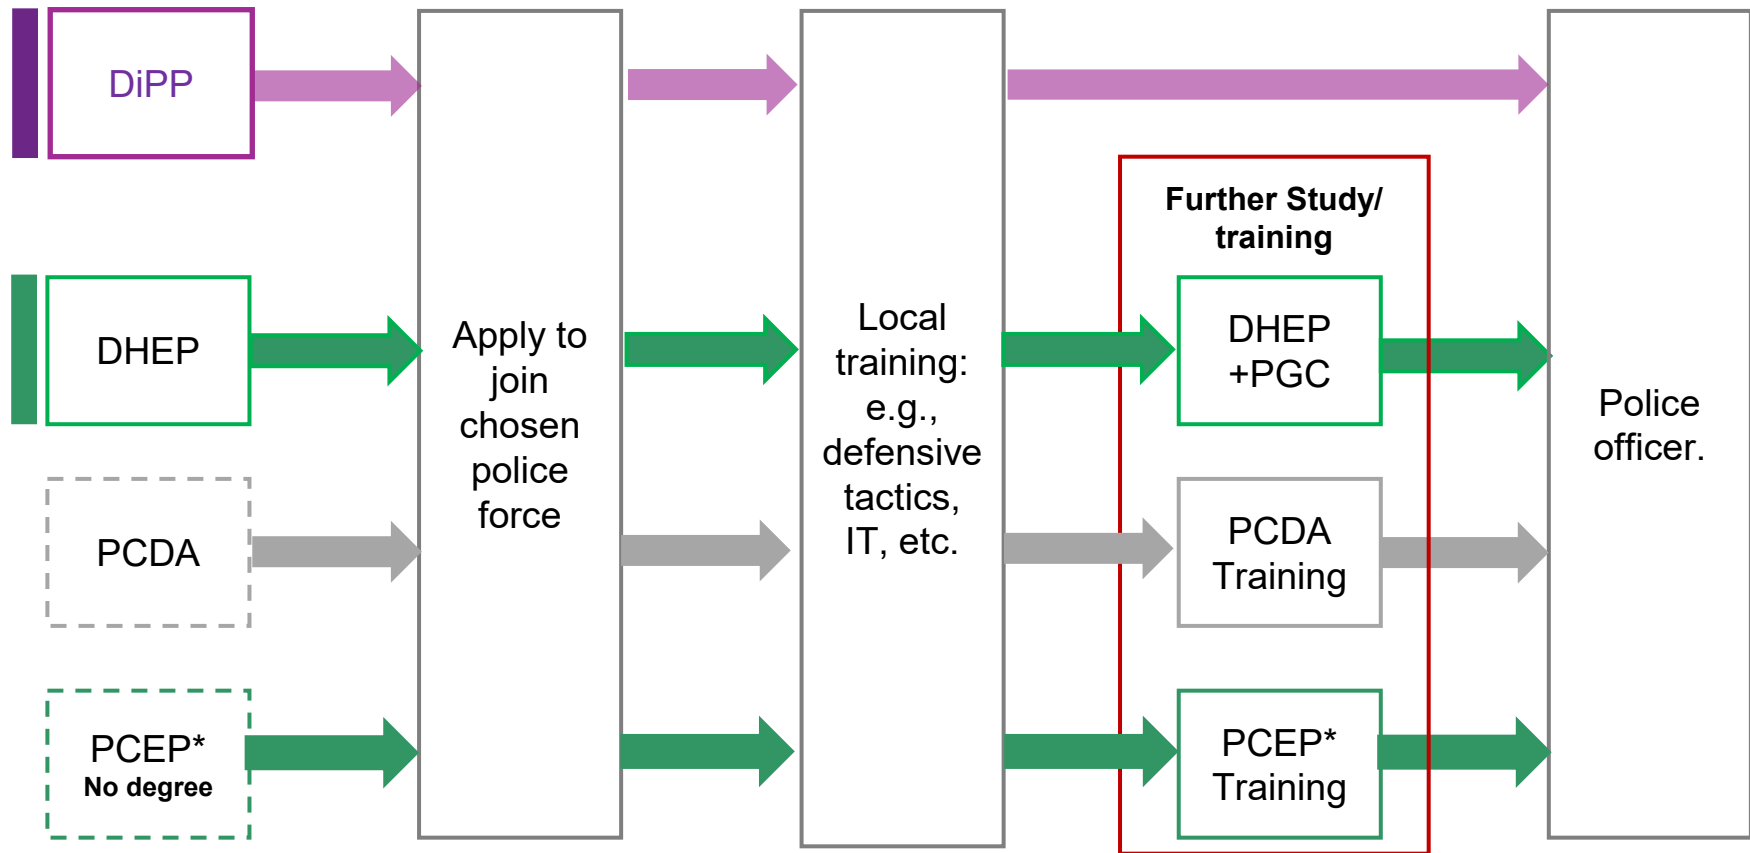 DiPP
DHEP
PCDA
PCEP*
No degree
Apply to
join
chosen
police
force
Local
training:
e.g.,
defensive
tactics,
IT, etc.
Further Study/
training
DHEP
+PGC
PCDA
Training
PCEP*
Training
Police
officer.